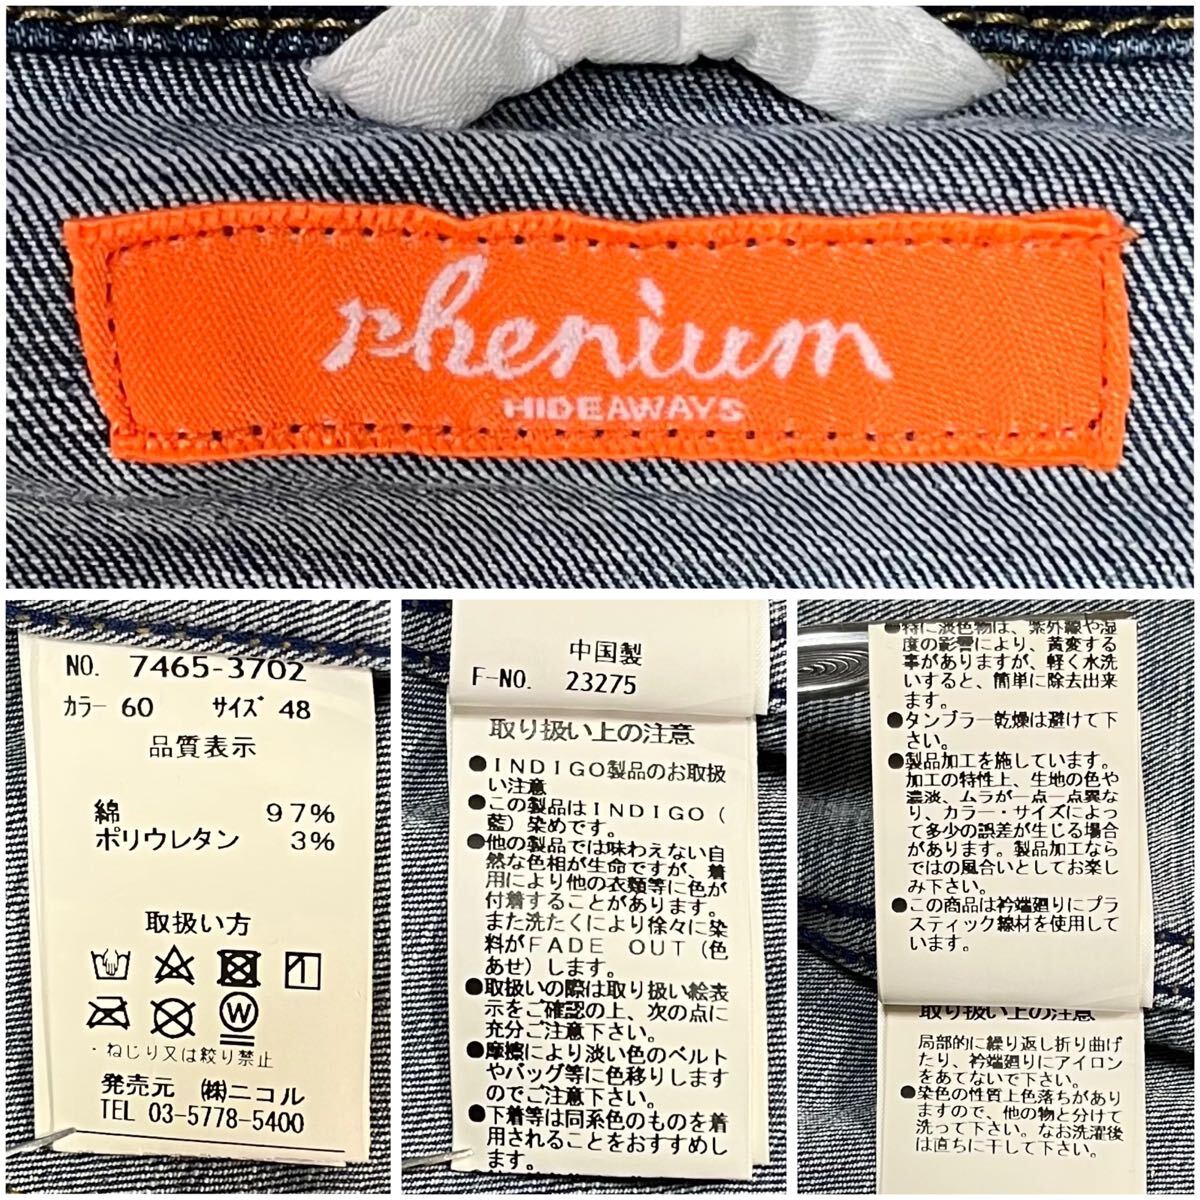 rhenium
HIDEAWAYS
NO. 7465-3702
カラー 60 サイズ 48
品質表示
綿 97%
ポリウレタン 3%
取扱い方
W
・ねじり又は絞り禁止
発売元 ㈱ニコル
TEL 03-5778-5400
中国製
F-NO. 23275
取り扱い上の注意
●INDIGO製品のお取扱
い注意
●この製品はINDIGO(
藍)染めです。
●他の製品では味わえない自
然な色相が生命ですが、着
用により他の衣類等に色が
付着することがあります。
また洗たくにより徐々に染
料がFADE OUT(色
あせ)します。
●取扱いの際は取り扱い絵表
示をご確認の上、次の点に
充分ご注意下さい。
●摩擦により淡い色のベルト
やバッグ等に色移りします
のでご注意下さい。
●下着等は同系色のものを着
用されることをおすすめし
ます。
●特に淡色物は、紫外線や湿
度の影響により、黄変する
事がありますが、軽く水洗
いすると、簡単に除去出来
ます。
●タンブラー乾燥は避けて下
さい。
●製品加工を施しています。
加工の特性上、生地の色や
濃淡、ムラが一点一点異な
り、カラー・サイズによっ
て多少の誤差が生じる場合
があります。製品加工なら
ではの風合いとしてお楽し
み下さい。
●この商品は衿端廻りにプラ
スティック線材を使用して
います。
取り扱い上の注意
局部的に繰り返し折り曲げ
たり、衿端廻りにアイロン
をあてないで下さい。
●染色の性質上色落ちがあり
ますので、他の物と分けて
洗って下さい。なお洗濯後
は直ちに干して下さい。